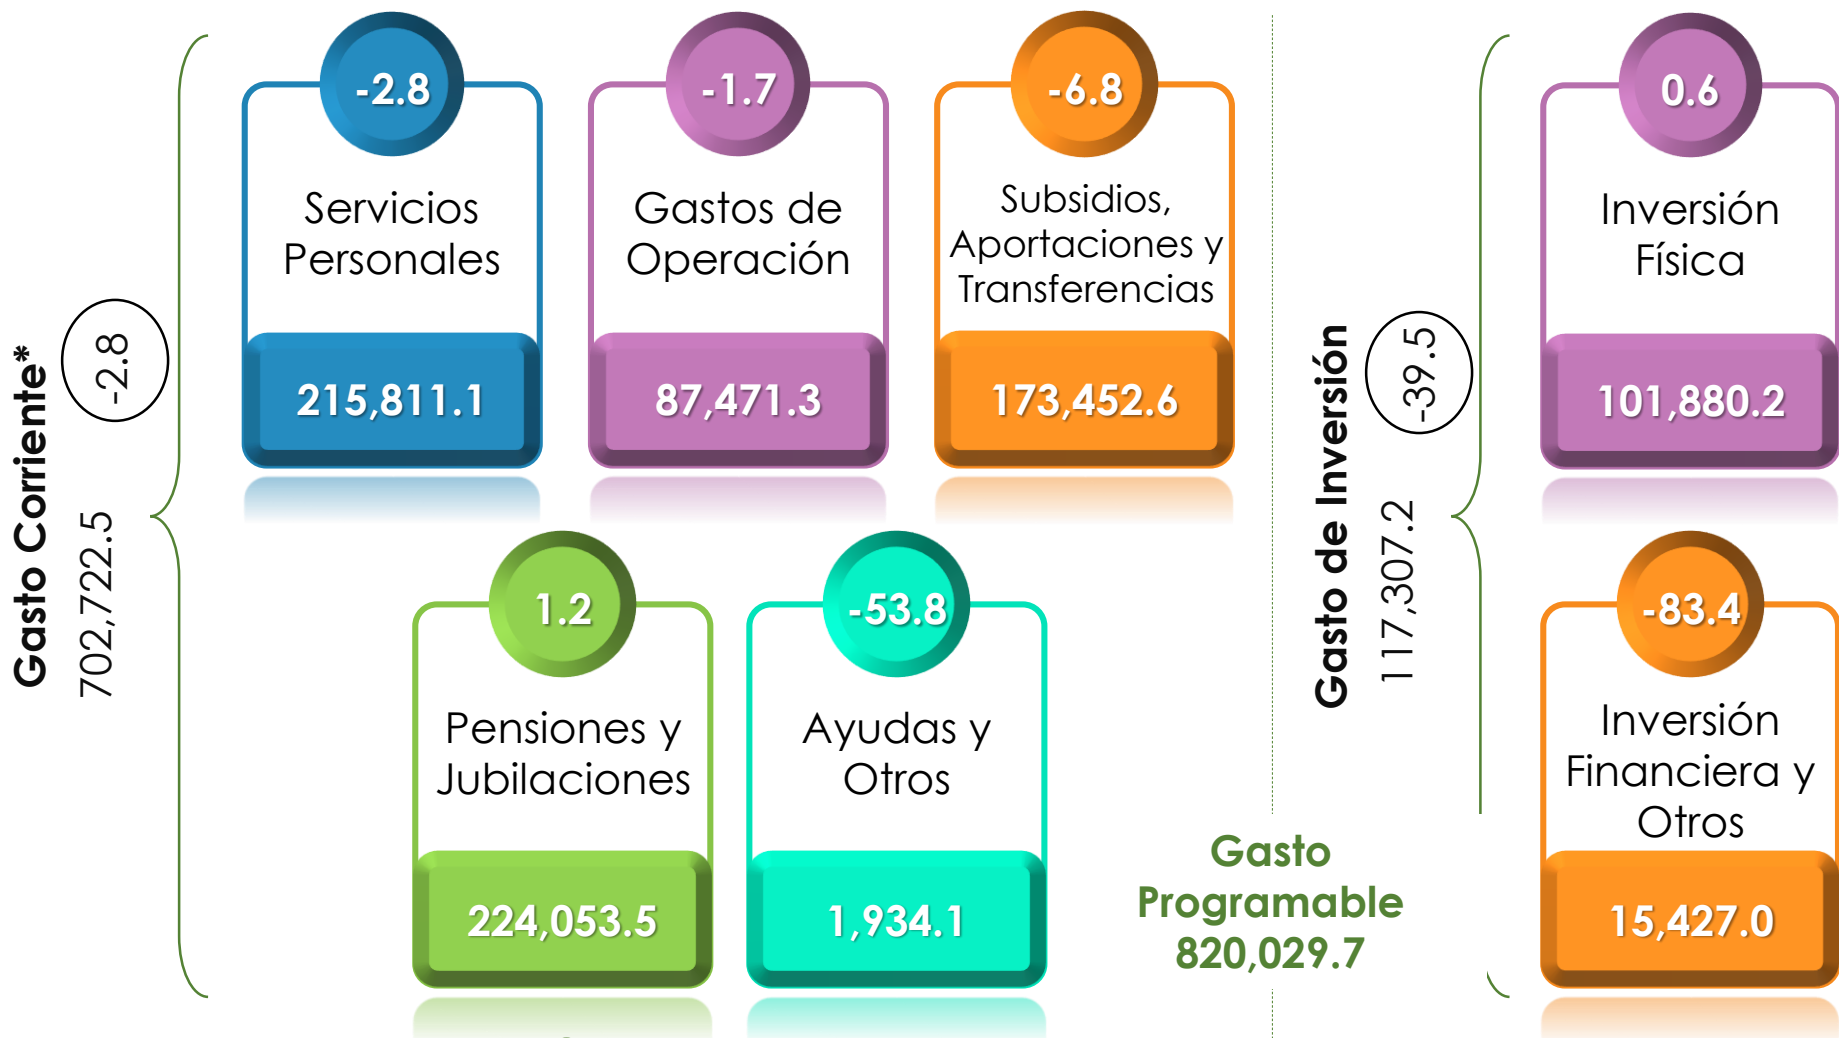 Gasto Corriente*
-2.8
702,722.5
-2.8
Servicios
Personales
215,811.1
-1.7
Gastos de
Operación
87,471.3
-6.8
Subsidios,
Aportaciones y
Transferencias
173,452.6
1.2
Pensiones y
Jubilaciones
224,053.5
-53.8
Ayudas y
Otros
1,934.1
Gasto
Programable
820,029.7
Gasto de Inversión
-39.5
117,307.2
0.6
Inversión
Física
101,880.2
-83.4
Inversión
Financiera y
Otros
15,427.0